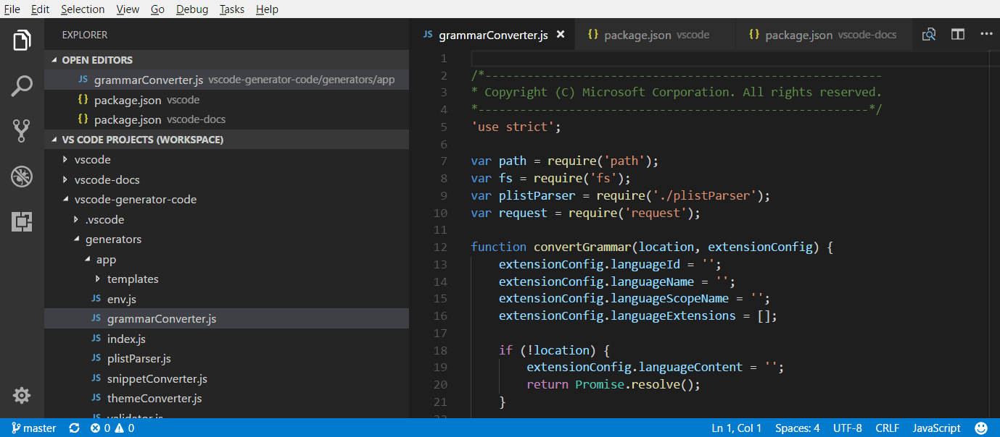 File Edit Selection View Go Debug Tasks Help
EXPLORER
OPEN EDITORS
JS grammarConverter.js vscode-generator-code/generators/app
{} package.json vscode
{} package.json vscode-docs
VS CODE PROJECTS (WORKSPACE)
vscode
vscode-docs
vscode-generator-code
.vscode
generators
app
templates
JS env.js
JS grammarConverter.js
JS index.js
JS plistParser.js
JS snippetConverter.js
JS themeConverter.js
JS validator.js
JS grammarConverter.js × {} package.json vscode {} package.json vscode-docs
1
2 /*---------------------------------------------------------
3 * Copyright (C) Microsoft Corporation. All rights reserved.
4 *--------------------------------------------------------*/
5 'use strict';
6
7 var path = require('path');
8 var fs = require('fs');
9 var plistParser = require('./plistParser');
10 var request = require('request');
11
12 function convertGrammar(location, extensionConfig) {
13 extensionConfig.languageId = '';
14 extensionConfig.languageName = '';
15 extensionConfig.languageScopeName = '';
16 extensionConfig.languageExtensions = [];
17
18 if (!location) {
19 extensionConfig.languageContent = '';
20 return Promise.resolve();
21 }
22
master 0 0 Ln 1, Col 1 Spaces: 4 UTF-8 CRLF JavaScript